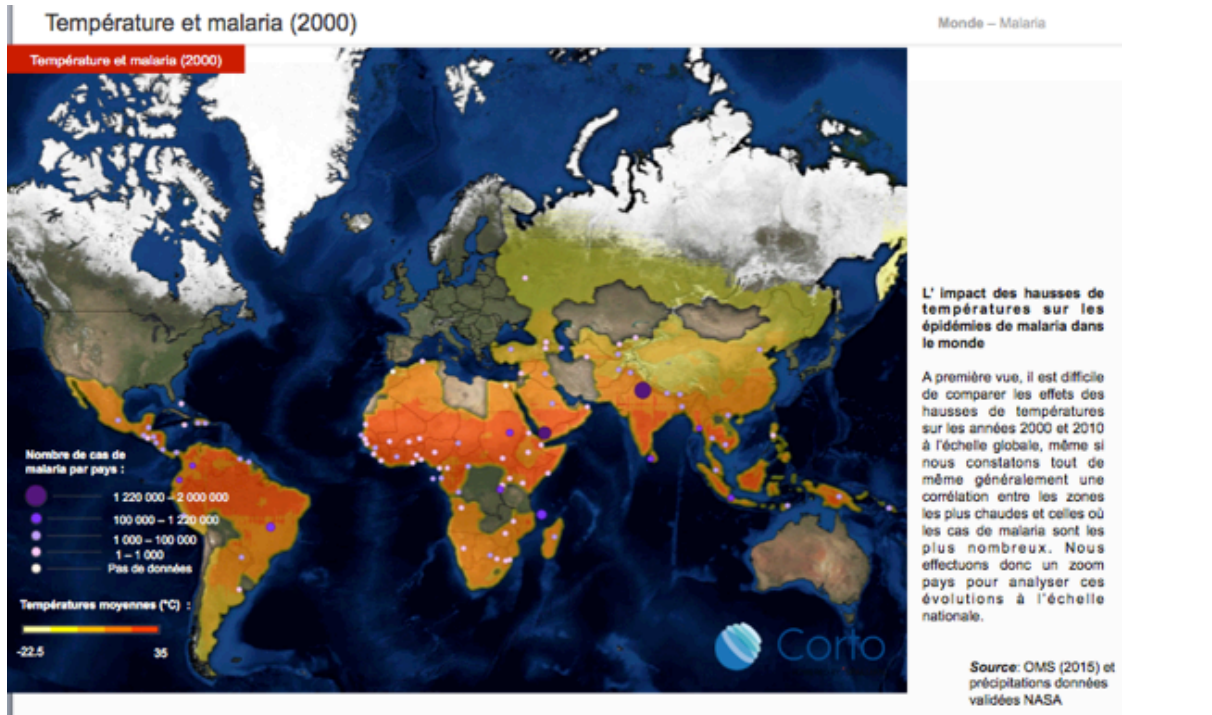 Température et malaria (2000)
Monde – Malaria
Température et malaria (2000)
Nombre de cas de
malaria par pays :
1 220 000 – 2 000 000
100 000 – 1 220 000
1 000 – 100 000
1 – 1 000
Pas de données
Températures moyennes (°C) :
-22.5
35
Corto
L' impact des hausses de
températures sur les
épidémies de malaria dans
le monde
A première vue, il est difficile
de comparer les effets des
hausses de températures
sur les années 2000 et 2010
à l'échelle globale, même si
nous constatons tout de
même généralement une
corrélation entre les zones
les plus chaudes et celles où
les cas de malaria sont les
plus nombreux. Nous
effectuons donc un zoom
pays pour analyser ces
évolutions à l'échelle
nationale.
Source: OMS (2015) et
précipitations données
validées NASA